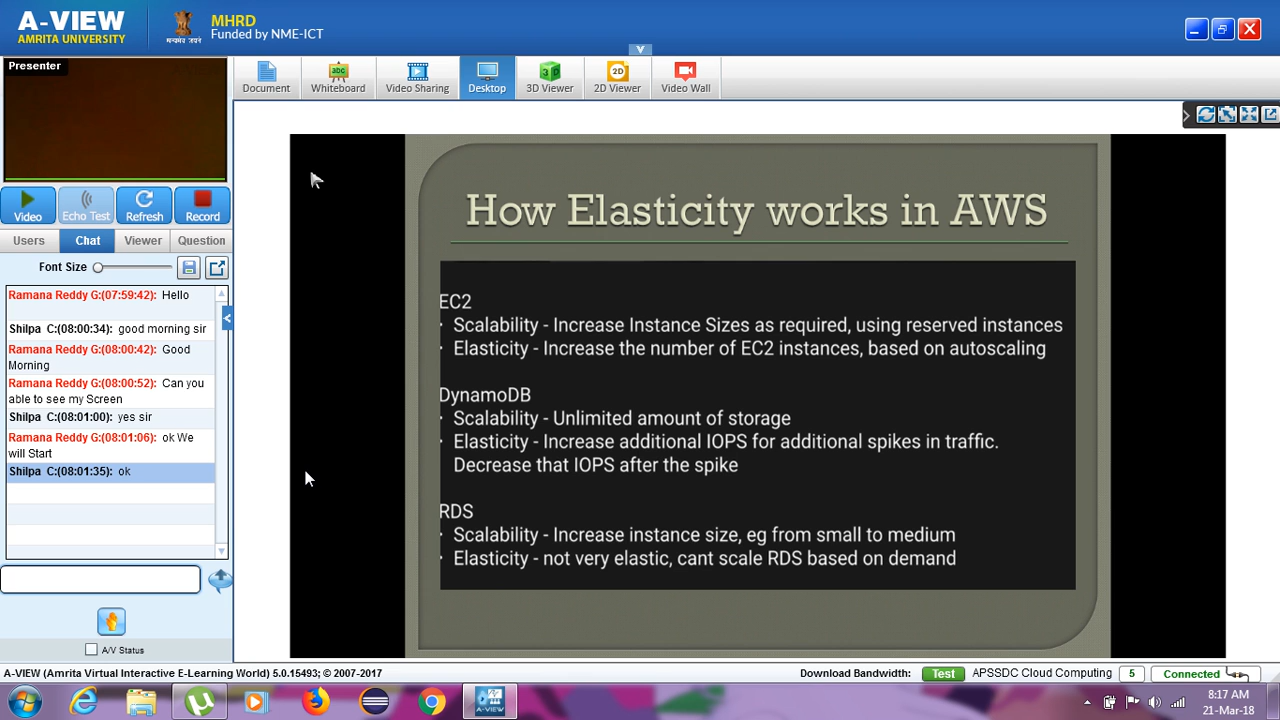 A-VIEW
AMRITA UNIVERSITY
MHRD
Funded by NME-ICT
Presenter
Document
Whiteboard
abc
Video Sharing
Desktop
3D Viewer
3D
2D Viewer
2D
Video Wall
Video
Echo Test
Refresh
Record
Users
Chat
Viewer
Question
Font Size
Ramana Reddy G:(07:59:42): Hello
Shilpa C:(08:00:34): good morning sir
Ramana Reddy G:(08:00:42): Good
Morning
Ramana Reddy G:(08:00:52): Can you
able to see my Screen
Shilpa C:(08:01:00): yes sir
Ramana Reddy G:(08:01:06): ok We
will Start
Shilpa C:(08:01:35): ok
A/V Status
How Elasticity works in AWS
EC2
· Scalability - Increase Instance Sizes as required, using reserved instances
· Elasticity - Increase the number of EC2 instances, based on autoscaling
DynamoDB
· Scalability - Unlimited amount of storage
· Elasticity - Increase additional IOPS for additional spikes in traffic.
Decrease that IOPS after the spike
RDS
· Scalability - Increase instance size, eg from small to medium
· Elasticity - not very elastic, cant scale RDS based on demand
A-VIEW (Amrita Virtual Interactive E-Learning World) 5.0.15493; © 2007-2017
Download Bandwidth:
Test
APSSDC Cloud Computing
5
Connected
A-VIEW
8:17 AM
21-Mar-18